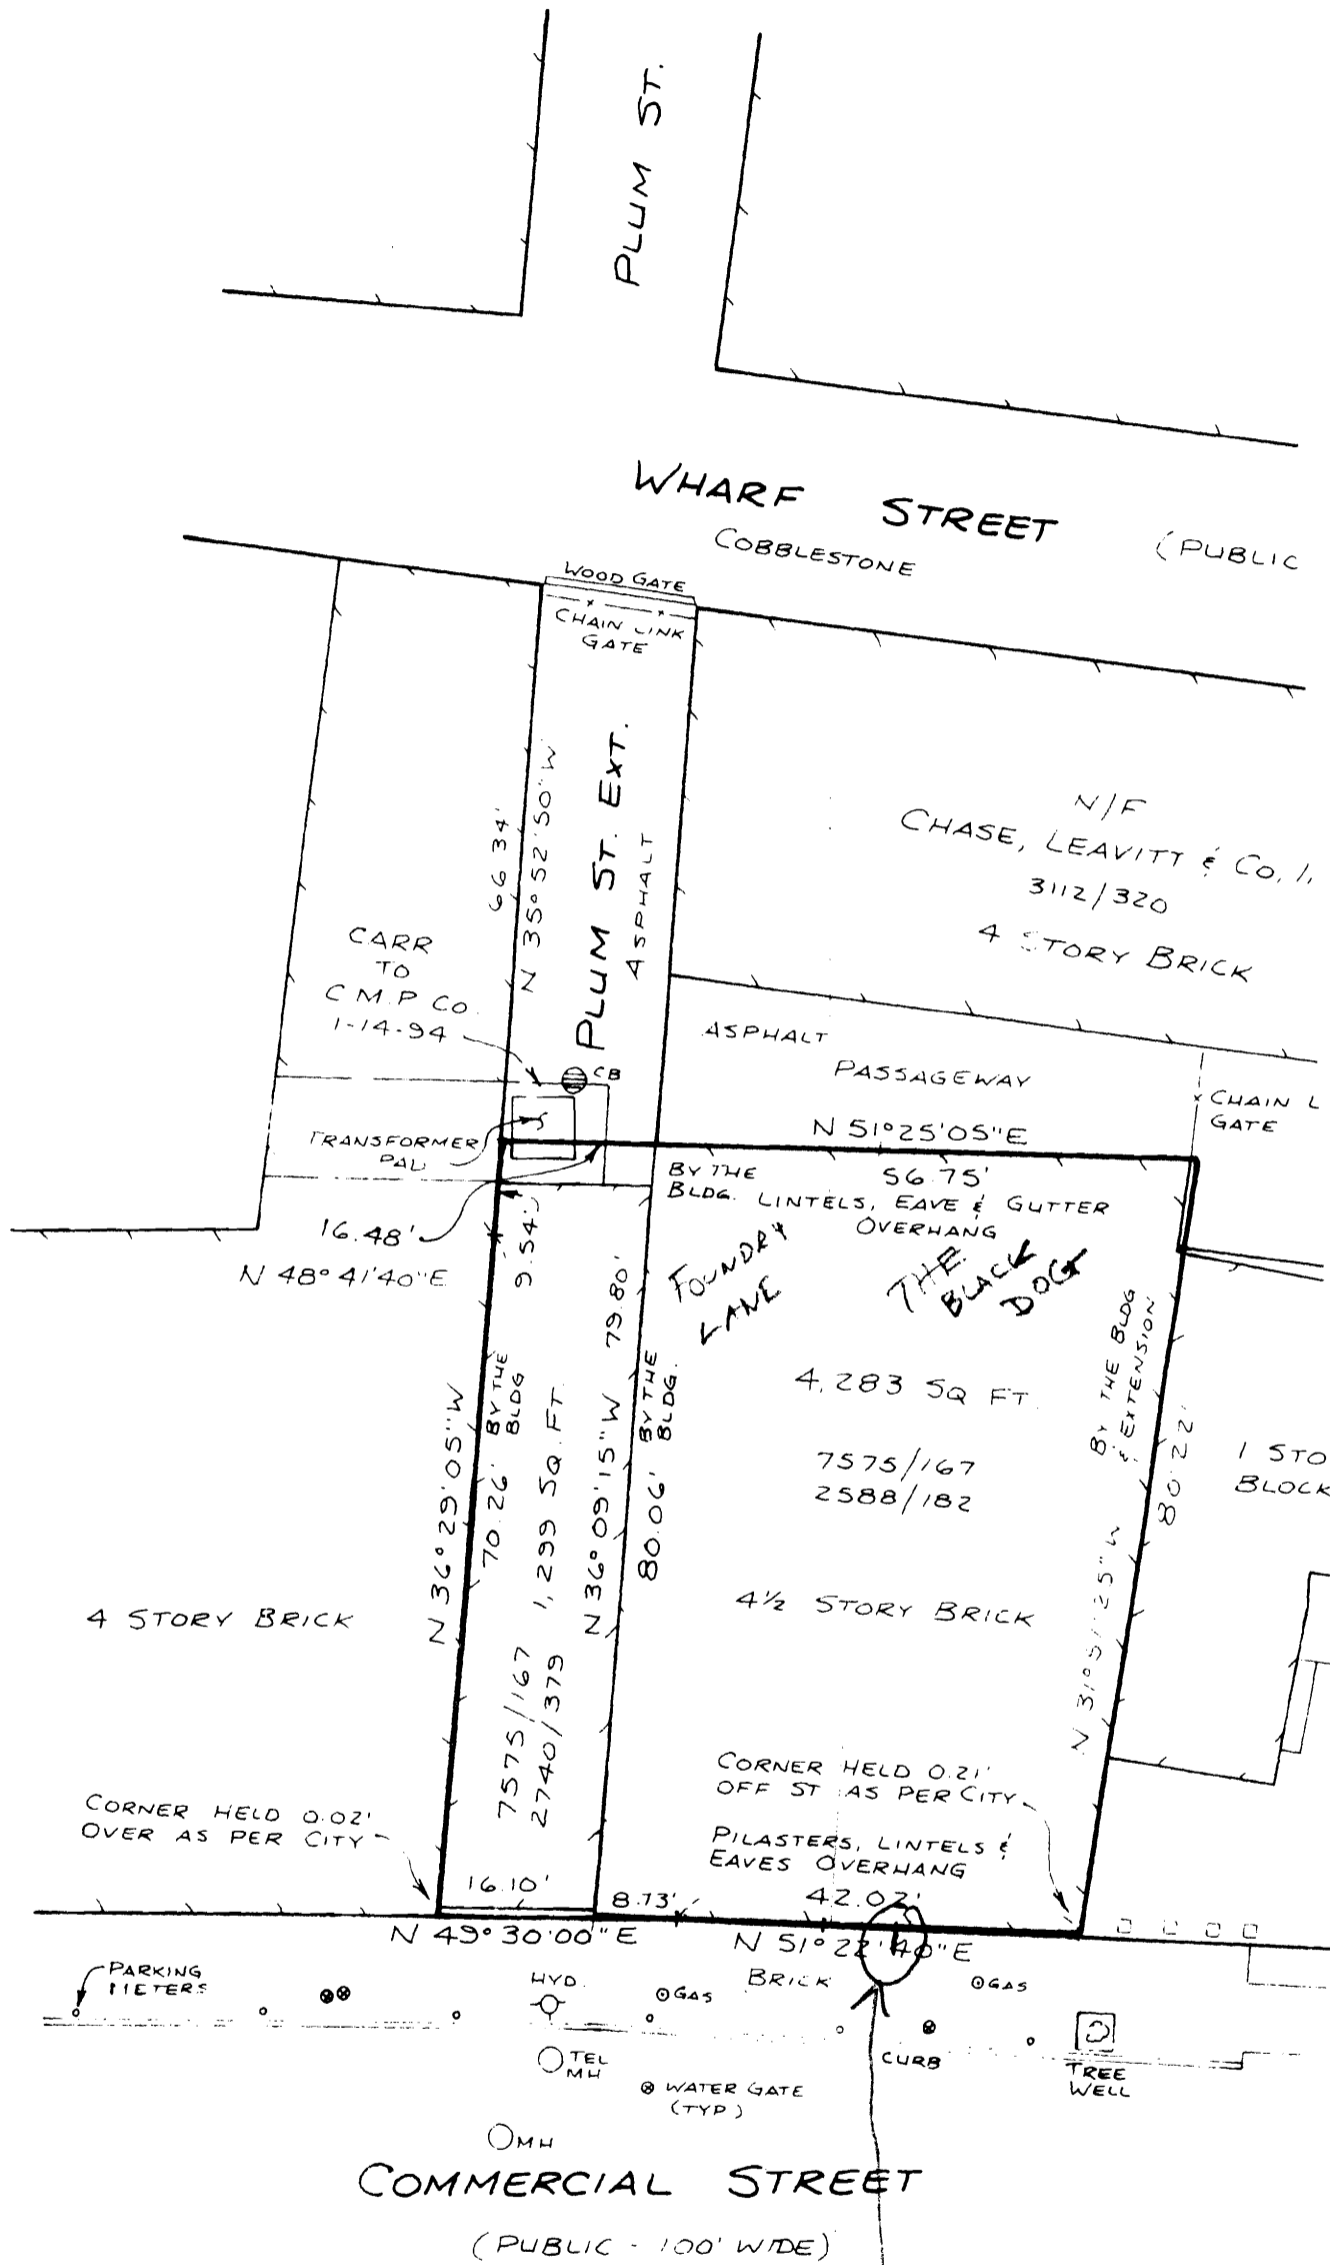 PLUM ST.
WHARF STREET (PUBLIC
COBBLESTONE
WOOD GATE
CHAIN LINK
GATE
66.34'
N 35° 52' 50" W
PLUM ST. EXT.
ASPHALT
N/F
CHASE, LEAVITT & CO.
3112/320
4 STORY BRICK
CARR
TO
C.M.P. CO.
1-14-94
CB
ASPHALT
PASSAGEWAY
CHAIN L
GATE
N 51° 25' 05" E
56.75'
TRANSFORMER
PAD
BY THE
BLDG. LINTELS, EAVE & GUTTER
OVERHANG
16.48'
N 48° 41' 40" E
9.54'
FOUNDRY
LANE
THE
BLACK
DOG
BY THE BLDG
& EXTENSION
80.22'
N 31° 51' 25" W
1 STO
BLOCK
4,283 SQ FT.
7575/167
2588/182
4½ STORY BRICK
N 36° 29' 05" W
70.26' BY THE
BLDG
1,299 SQ. FT.
7575/167
2740/379
N 36° 09' 15" W 79.80'
80.06' BY THE
BLDG.
4 STORY BRICK
CORNER HELD 0.02'
OVER AS PER CITY
CORNER HELD 0.21'
OFF ST. AS PER CITY
PILASTERS, LINTELS &
EAVES OVERHANG
16.10'
8.73'
42.02'
N 49° 30' 00" E
N 51° 22' 40" E
BRICK
PARKING
METERS
HYD.
GAS
GAS
TEL
MH
CURB
TREE
WELL
WATER GATE
(TYP)
MH
COMMERCIAL STREET
(PUBLIC - 100' WIDE)